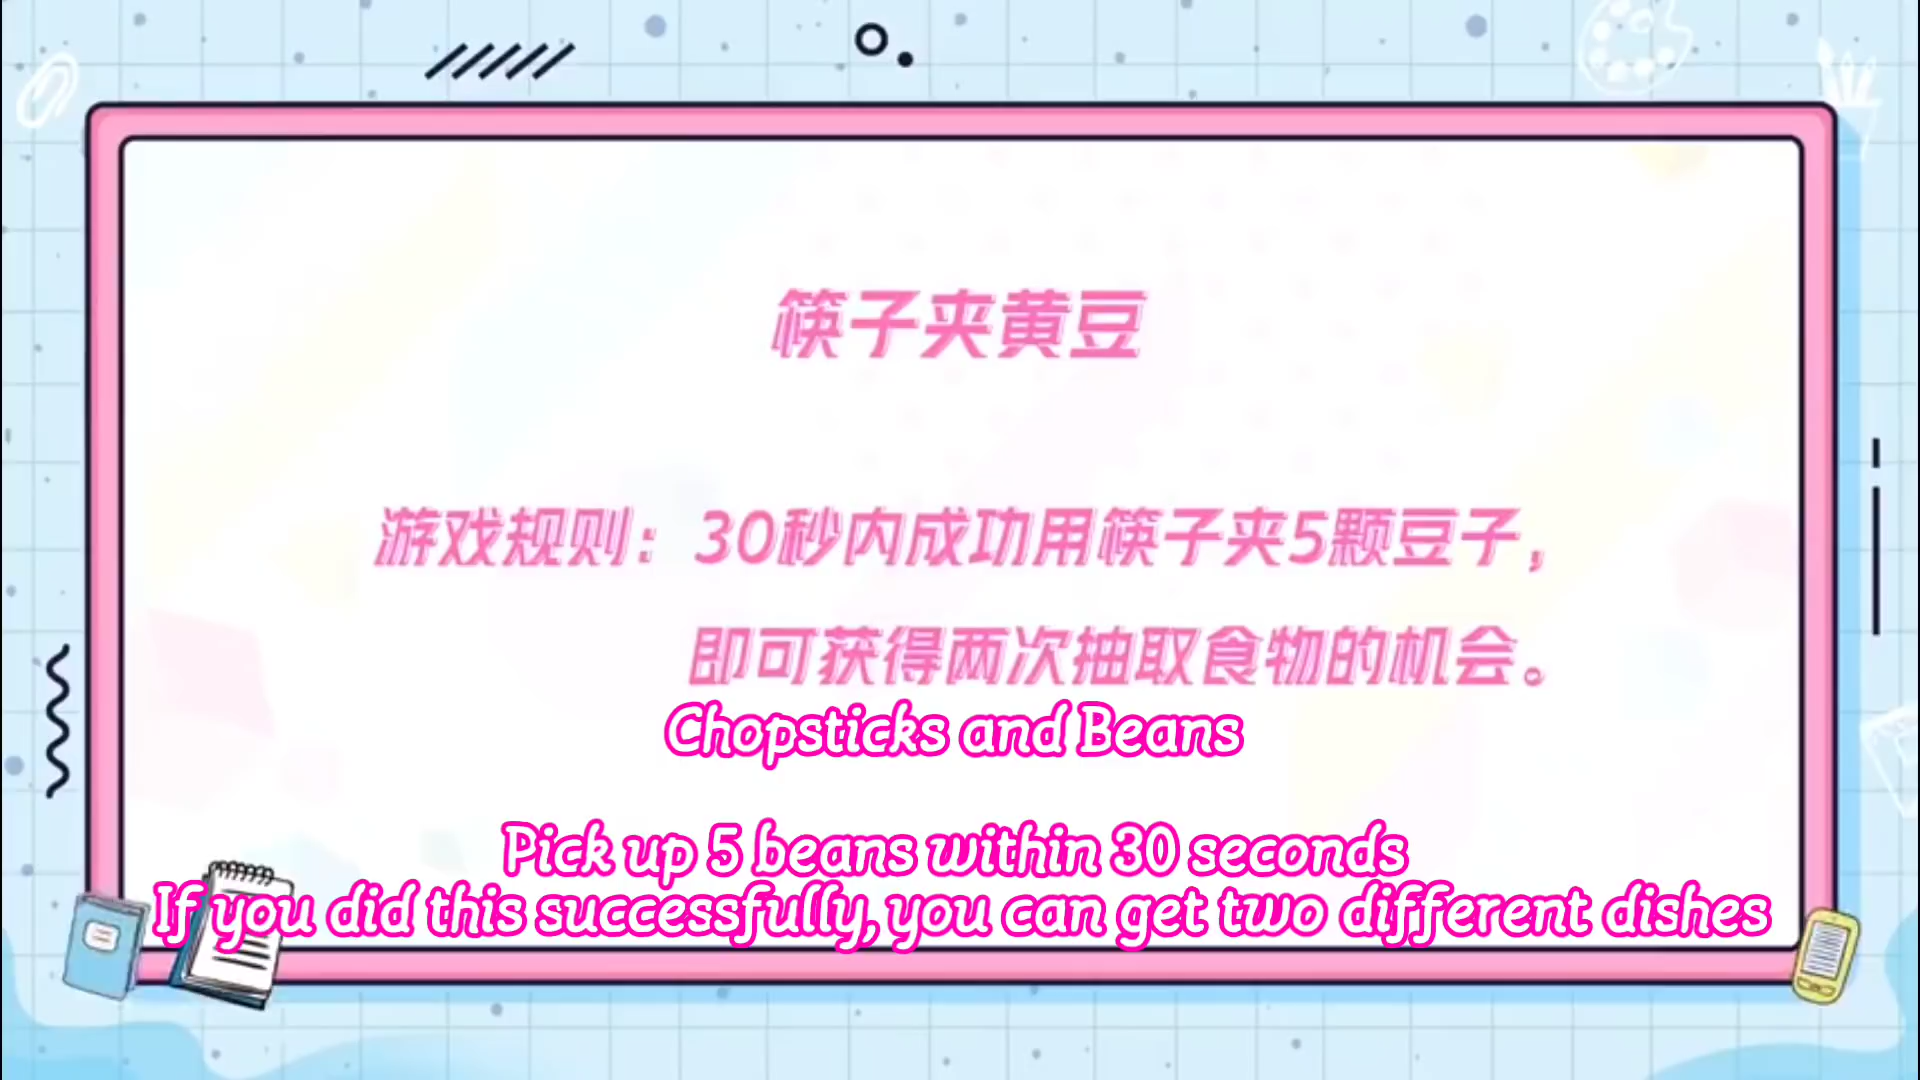 筷子夹黄豆
游戏规则：30秒内成功用筷子夹5颗豆子，
即可获得两次抽取食物的机会。
Chopsticks and Beans
Pick up 5 beans within 30 seconds
If you did this successfully, you can get two different dishes